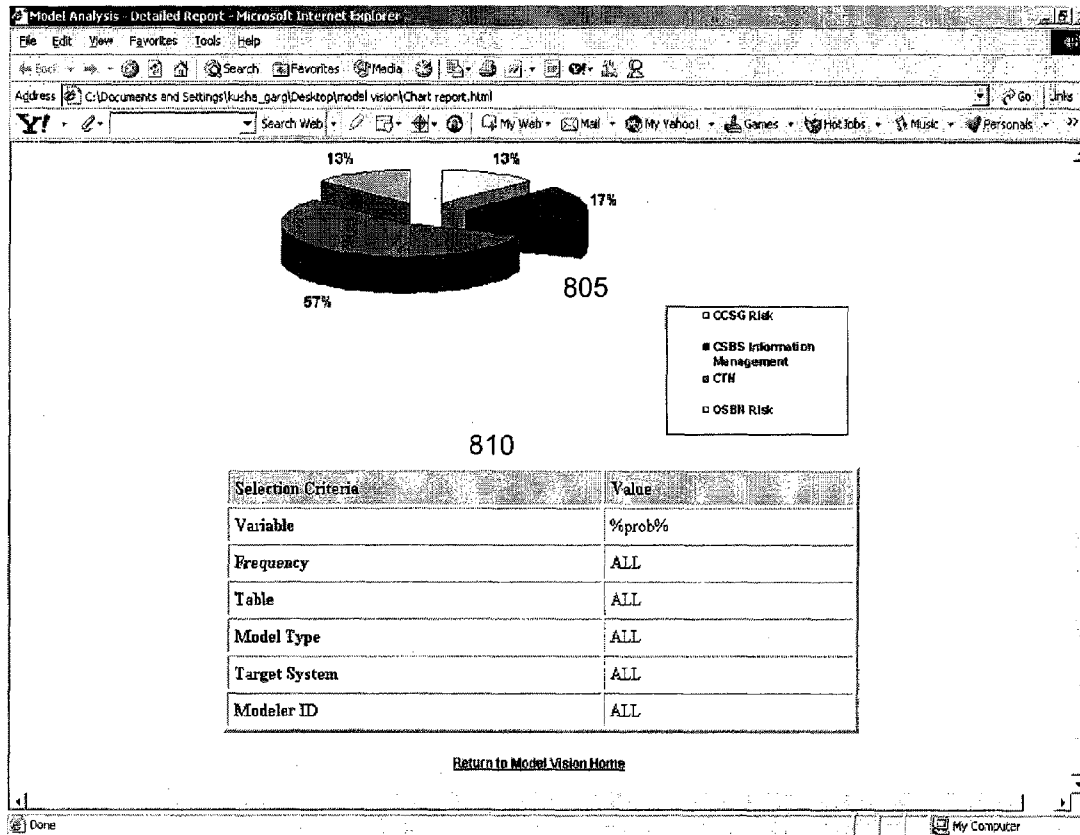 Model Analysis - Detailed Report - Microsoft Internet Explorer
File Edit View Favorites Tools Help
Back Search Favorites Media
Address C:\Documents and Settings\kusha_garg\Desktop\model vision\Chart report.html Go Links
Y! Search Web My Web Mail My Yahoo! Games HotJobs Music Personals >>
13% 13%
17%
57%
805
CCSG Risk
CSBS Information
Management
CTN
OSBN Risk
810
Selection Criteria Value
Variable %prob%
Frequency ALL
Table ALL
Model Type ALL
Target System ALL
Modeler ID ALL
Return to Model Vision Home
Done My Computer